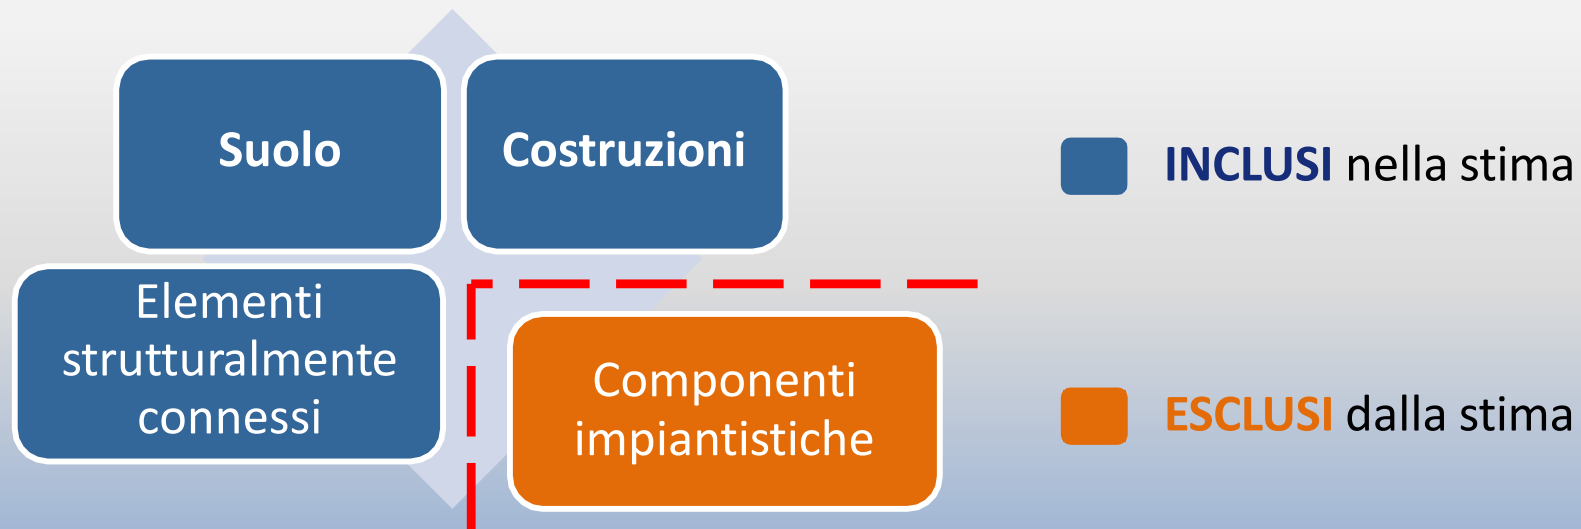 Suolo
Costruzioni
INCLUSI nella stima
Elementi
strutturalmente
connessi
Componenti
impiantistiche
ESCLUSI dalla stima